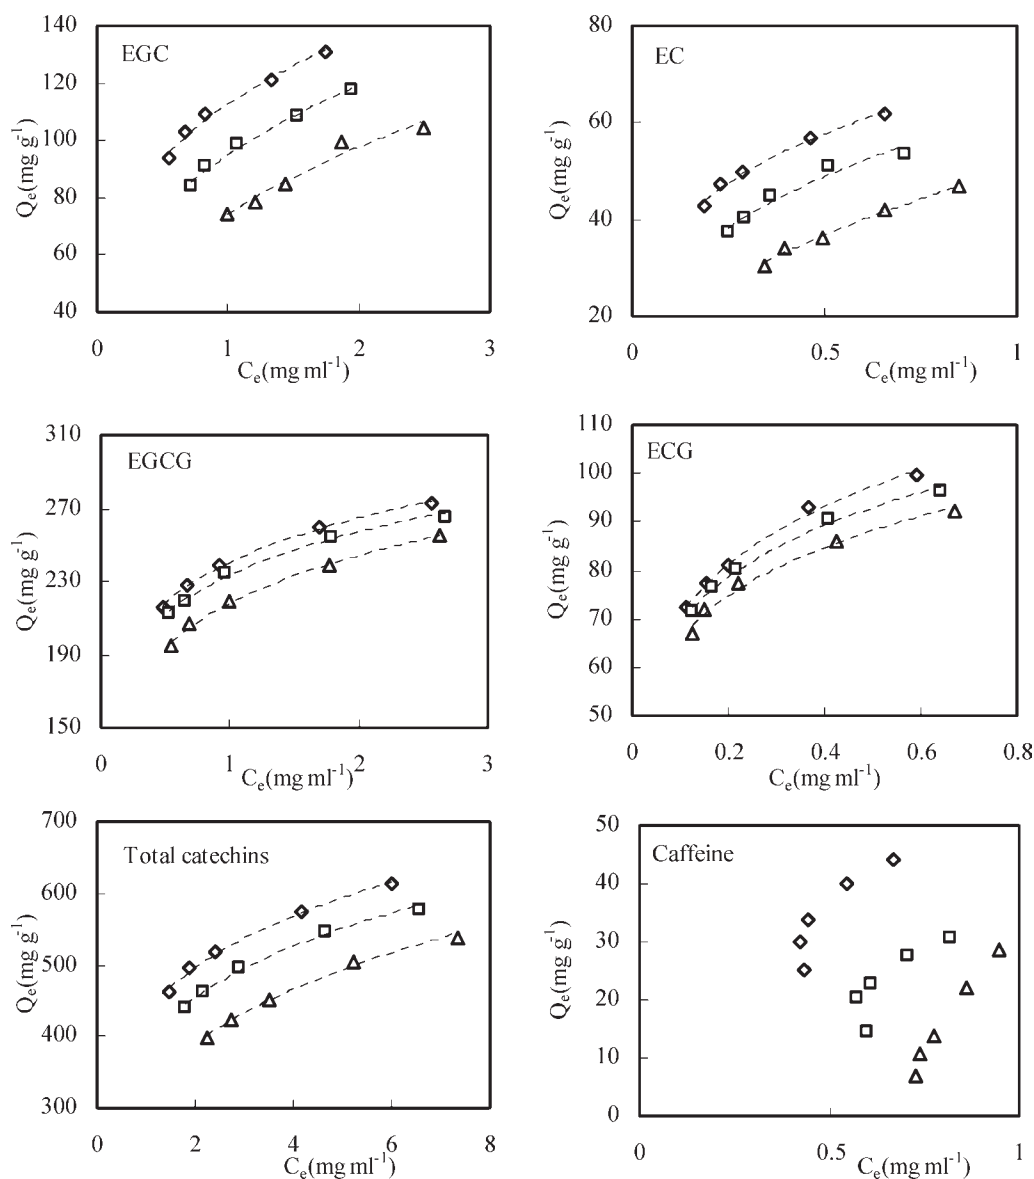 EGC
140
120
100
80
60
40
Qe(mg g-1)
0 1 2 3
Ce(mg ml-1)
EC
80
60
40
20
Qe(mg g-1)
0 0.5 1
Ce(mg ml-1)
EGCG
310
270
230
190
150
Qe(mg g-1)
0 1 2 3
Ce(mg ml-1)
ECG
110
100
90
80
70
60
50
Qe(mg g-1)
0 0.2 0.4 0.6 0.8
Ce(mg ml-1)
Total catechins
700
600
500
400
300
Qe(mg g-1)
0 2 4 6 8
Ce(mg ml-1)
Caffeine
50
40
30
20
10
0
Qe(mg g-1)
0 0.5 1
Ce(mg ml-1)